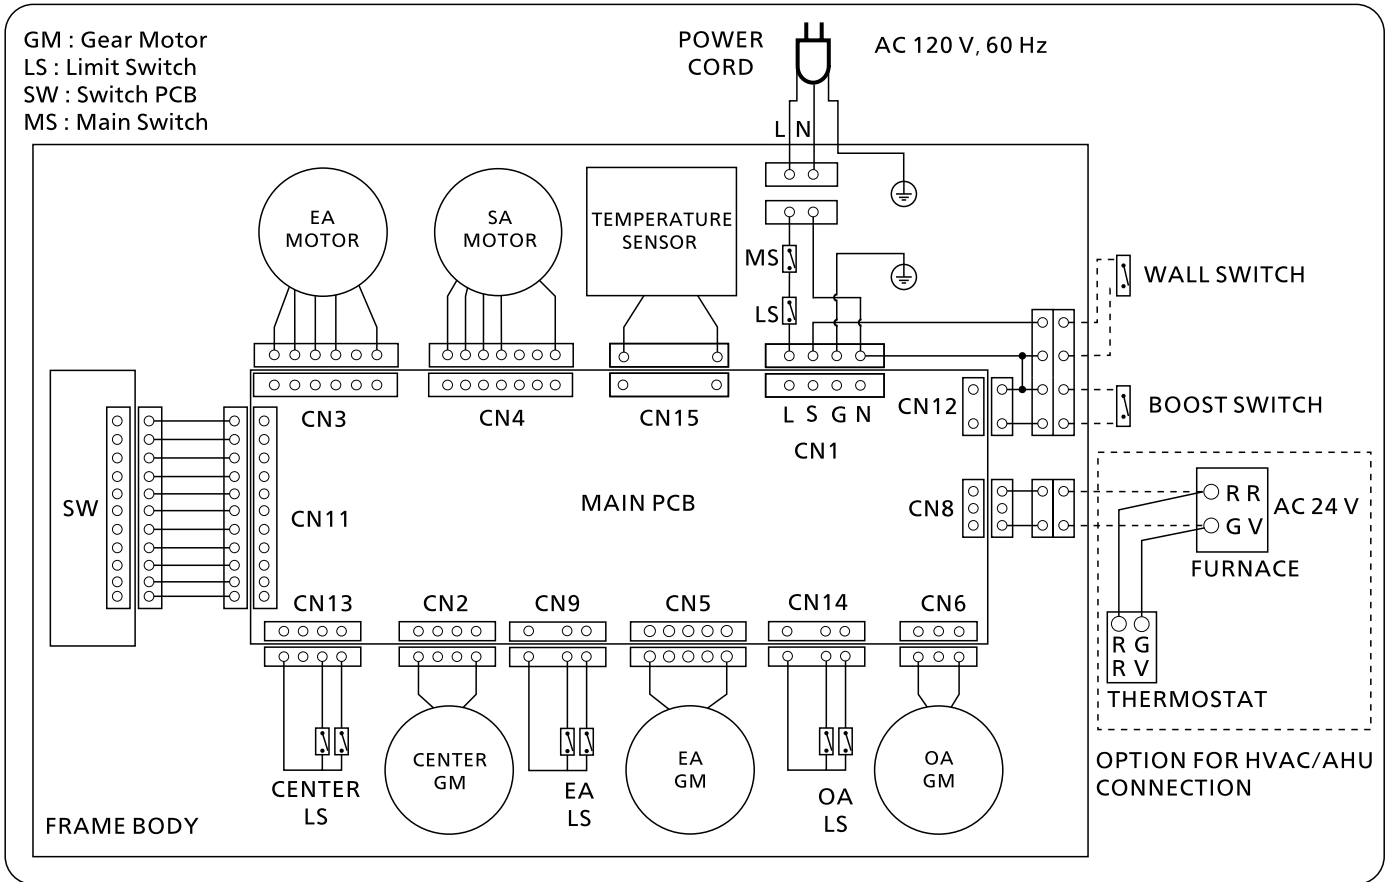 GM : Gear Motor
LS : Limit Switch
SW : Switch PCB
MS : Main Switch
POWER
CORD
AC 120 V, 60 Hz
L N
EA
MOTOR
SA
MOTOR
TEMPERATURE
SENSOR
MS
LS
WALL SWITCH
BOOST SWITCH
CN3
CN4
CN15
L S G N
CN1
CN12
SW
CN11
MAIN PCB
CN8
R R
G V
AC 24 V
FURNACE
CN13
CN2
CN9
CN5
CN14
CN6
R G
R V
THERMOSTAT
CENTER
LS
CENTER
GM
EA
LS
EA
GM
OA
LS
OA
GM
OPTION FOR HVAC/AHU
CONNECTION
FRAME BODY